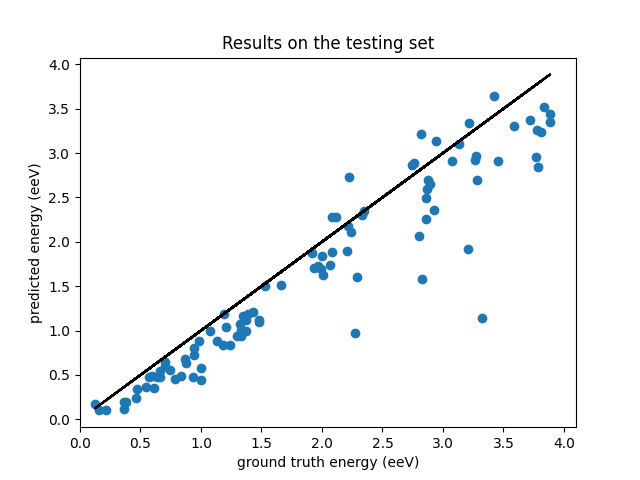 Results on the testing set
predicted energy (eeV)
4.0
3.5
3.0
2.5
2.0
1.5
1.0
0.5
0.0
0.0 0.5 1.0 1.5 2.0 2.5 3.0 3.5 4.0
ground truth energy (eeV)